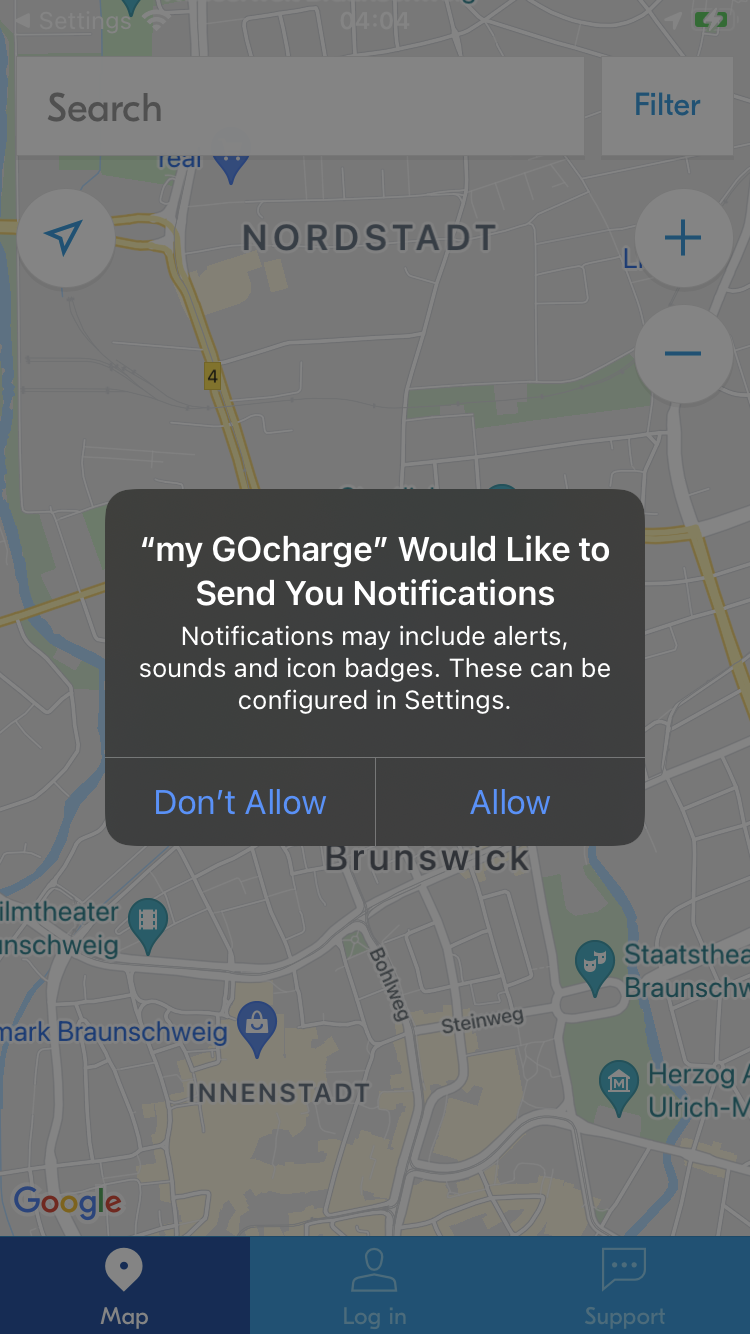 Settings
04:04
Search
Filter
real
NORDSTADT
4
"my GOcharge" Would Like to
Send You Notifications
Notifications may include alerts,
sounds and icon badges. These can be
configured in Settings.
Don't Allow
Allow
Brunswick
ilmtheater
unschweig
Bohlweg
Staatsthea
Braunschw
Steinweg
mark Braunschweig
INNENSTADT
Herzog A
Ulrich-M
Google
Map
Log in
Support